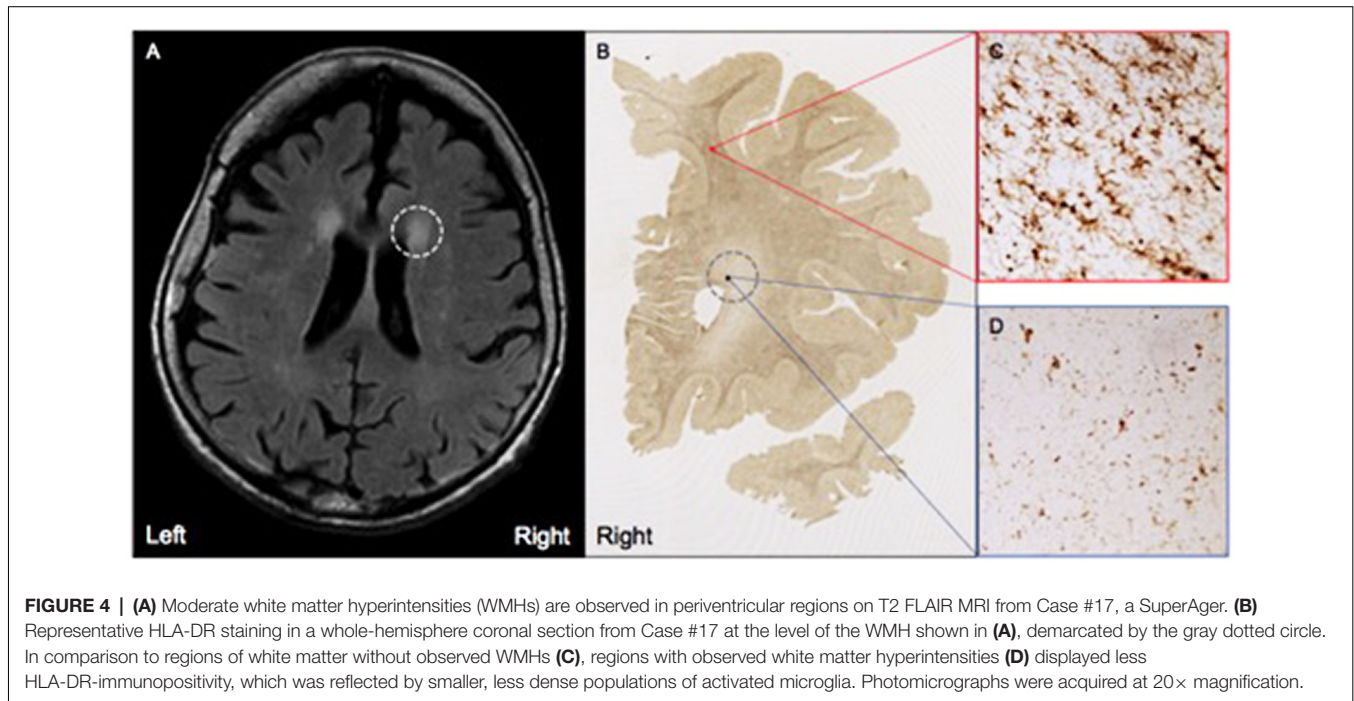 A
B
C
D
Left
Right
Right
FIGURE 4 | (A) Moderate white matter hyperintensities (WMHs) are observed in periventricular regions on T2 FLAIR MRI from Case #17, a SuperAger. (B)
Representative HLA-DR staining in a whole-hemisphere coronal section from Case #17 at the level of the WMH shown in (A), demarcated by the gray dotted circle.
In comparison to regions of white matter without observed WMHs (C), regions with observed white matter hyperintensities (D) displayed less
HLA-DR-immunopositivity, which was reflected by smaller, less dense populations of activated microglia. Photomicrographs were acquired at 20× magnification.